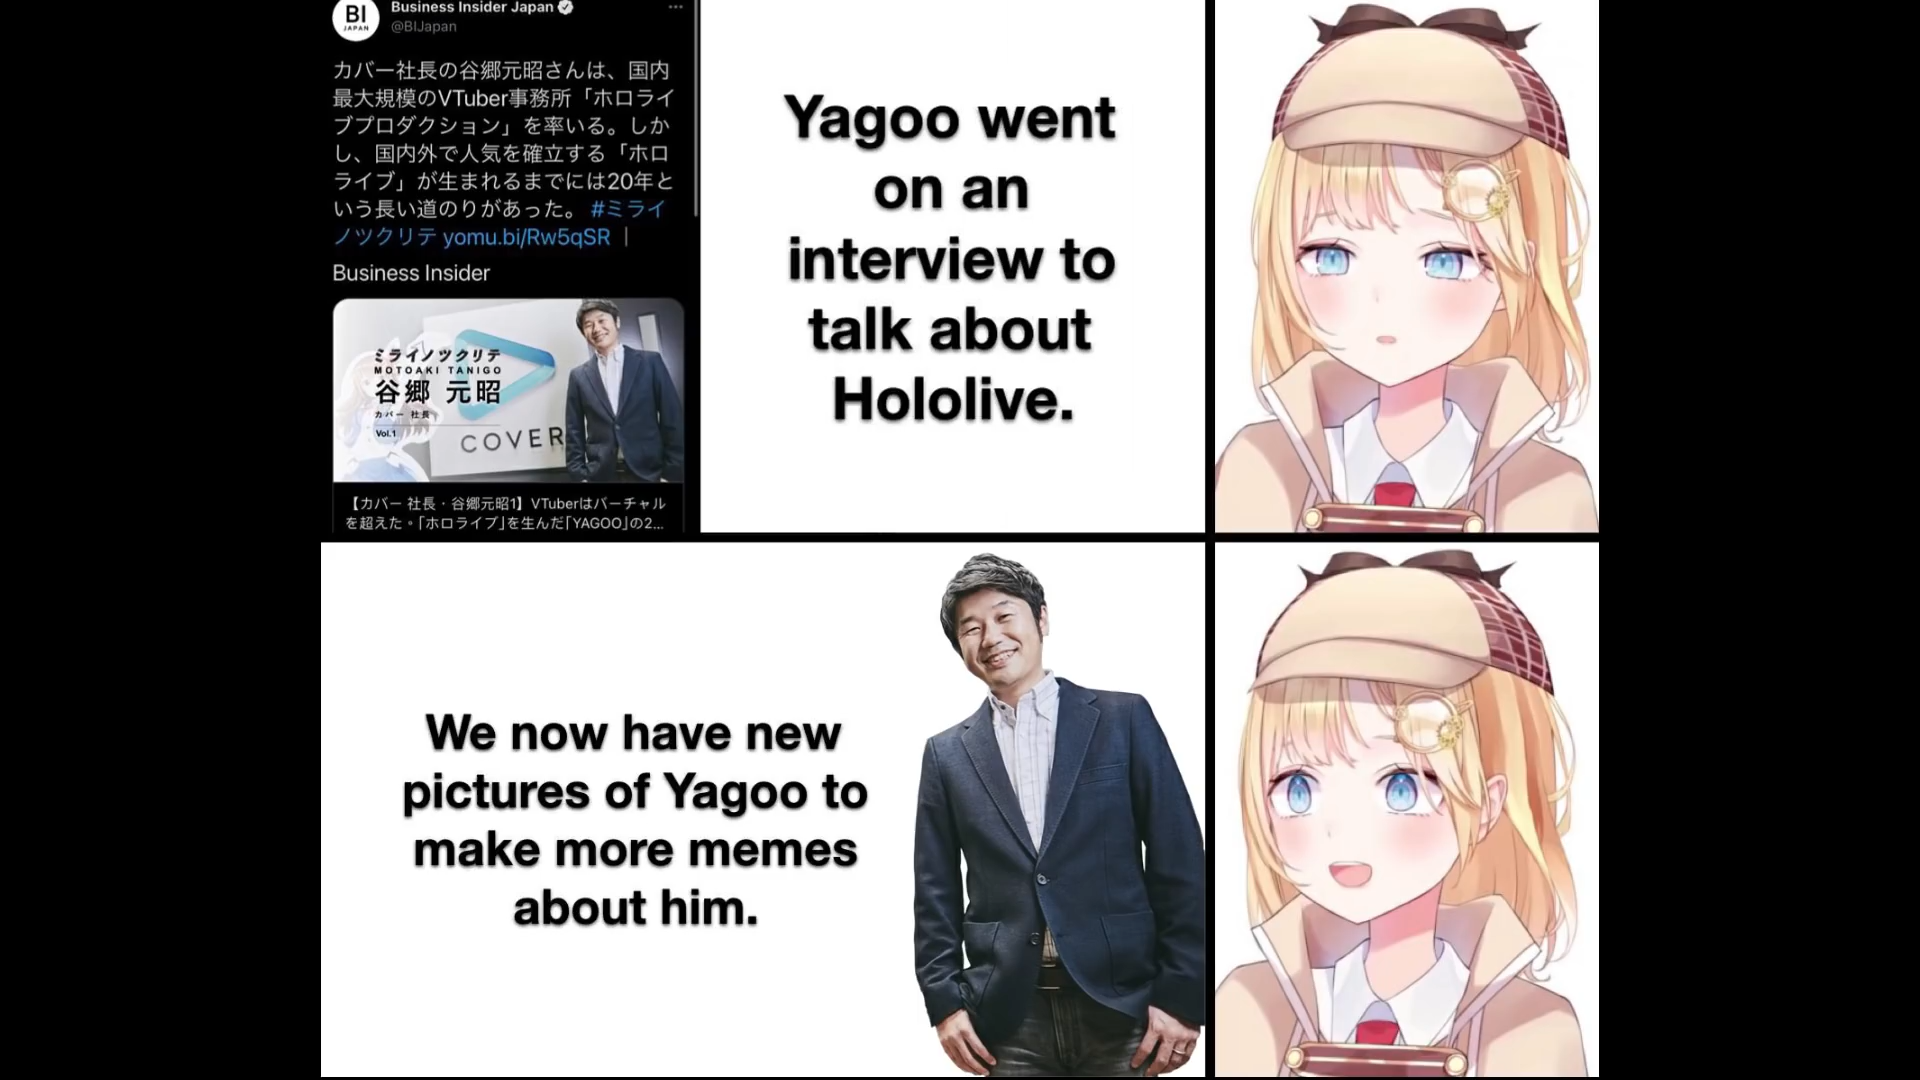 BI
JAPAN
Business Insider Japan
@BIJapan
カバー社長の谷郷元昭さんは、国内
最大規模のVTuber事務所「ホロライ
ブプロダクション」を率いる。しか
し、国内外で人気を確立する「ホロ
ライブ」が生まれるまでには20年と
いう長い道のりがあった。 #ミライ
ノツクリテ yomu.bi/Rw5qSR |
Business Insider
ミライノツクリテ
MOTOAKI TANIGO
谷郷 元昭
カバー 社長
Vol.1
COVER
【カバー 社長・谷郷元昭1】VTuberはバーチャル
を超えた。「ホロライブ」を生んだ「YAGOO」の2...
Yagoo went
on an
interview to
talk about
Hololive.
We now have new
pictures of Yagoo to
make more memes
about him.